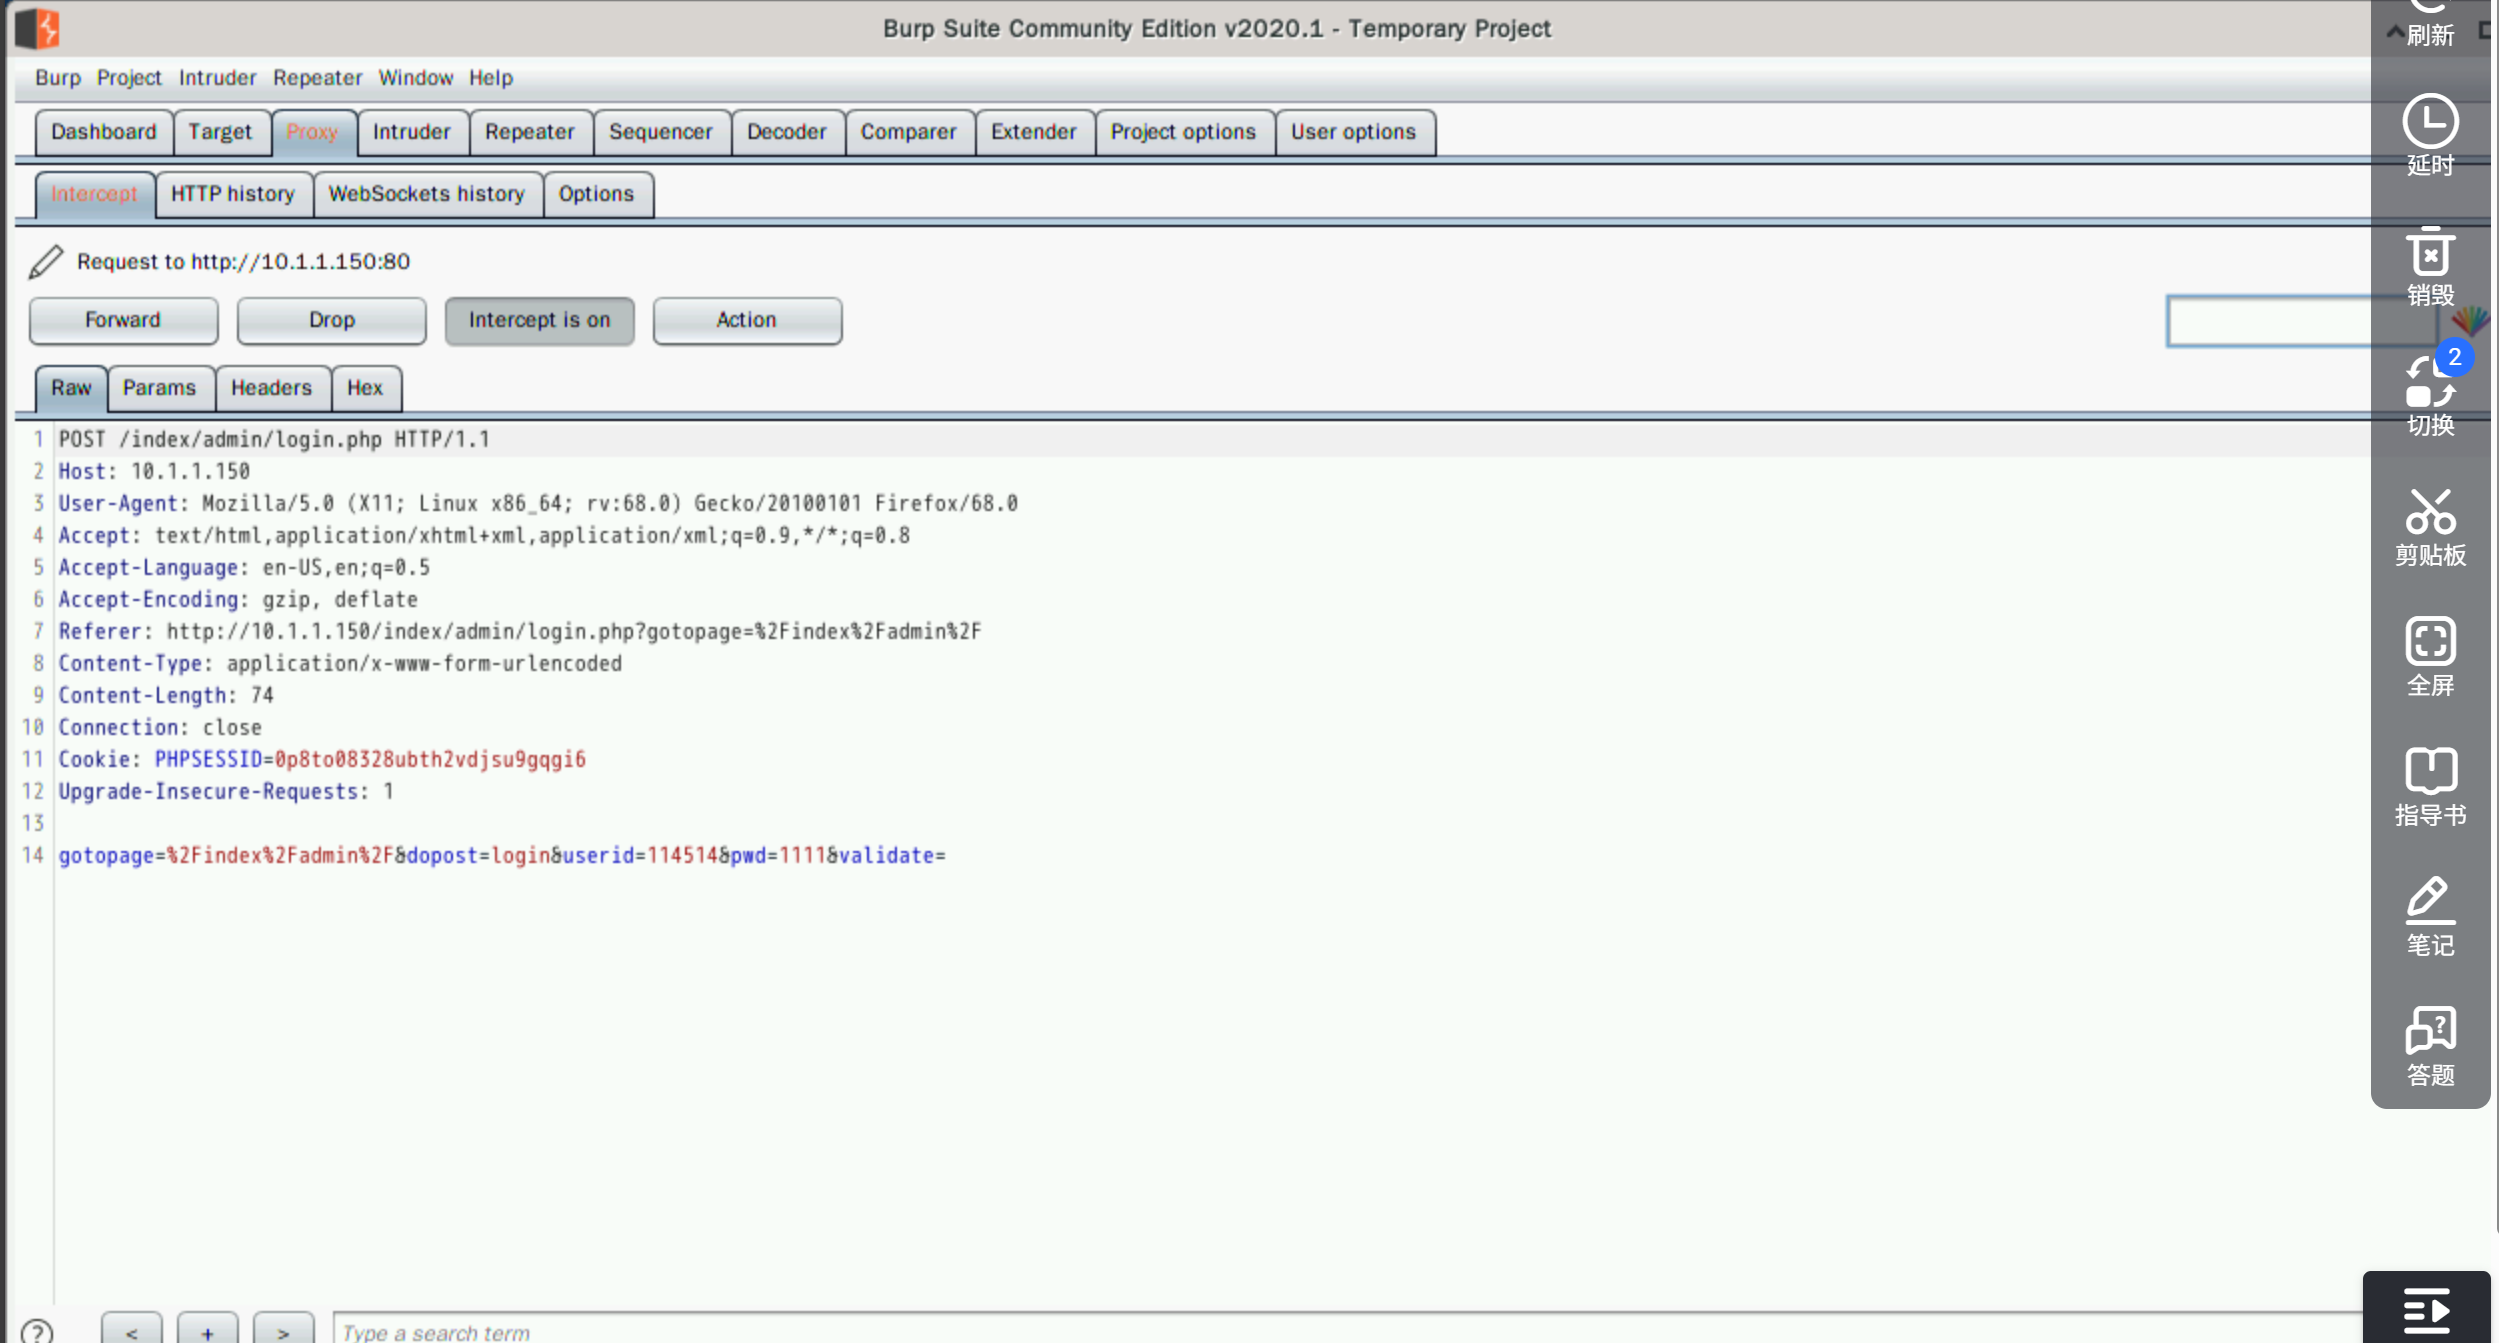 Burp Suite Community Edition v2020.1 - Temporary Project
Burp Project Intruder Repeater Window Help
Dashboard Target Proxy Intruder Repeater Sequencer Decoder Comparer Extender Project options User options
Intercept HTTP history WebSockets history Options
Request to http://10.1.1.150:80
Forward Drop Intercept is on Action
Raw Params Headers Hex
1 POST /index/admin/login.php HTTP/1.1
2 Host: 10.1.1.150
3 User-Agent: Mozilla/5.0 (X11; Linux x86_64; rv:68.0) Gecko/20100101 Firefox/68.0
4 Accept: text/html,application/xhtml+xml,application/xml;q=0.9,*/*;q=0.8
5 Accept-Language: en-US,en;q=0.5
6 Accept-Encoding: gzip, deflate
7 Referer: http://10.1.1.150/index/admin/login.php?gotopage=%2Findex%2Fadmin%2F
8 Content-Type: application/x-www-form-urlencoded
9 Content-Length: 74
10 Connection: close
11 Cookie: PHPSESSID=0p8to08328ubth2vdjsu9gqgi6
12 Upgrade-Insecure-Requests: 1
13
14 gotopage=%2Findex%2Fadmin%2F&dopost=login&userid=114514&pwd=1111&validate=
? < + > Type a search term
刷新
延时
销毁
2
切换
剪贴板
全屏
指导书
笔记
答题